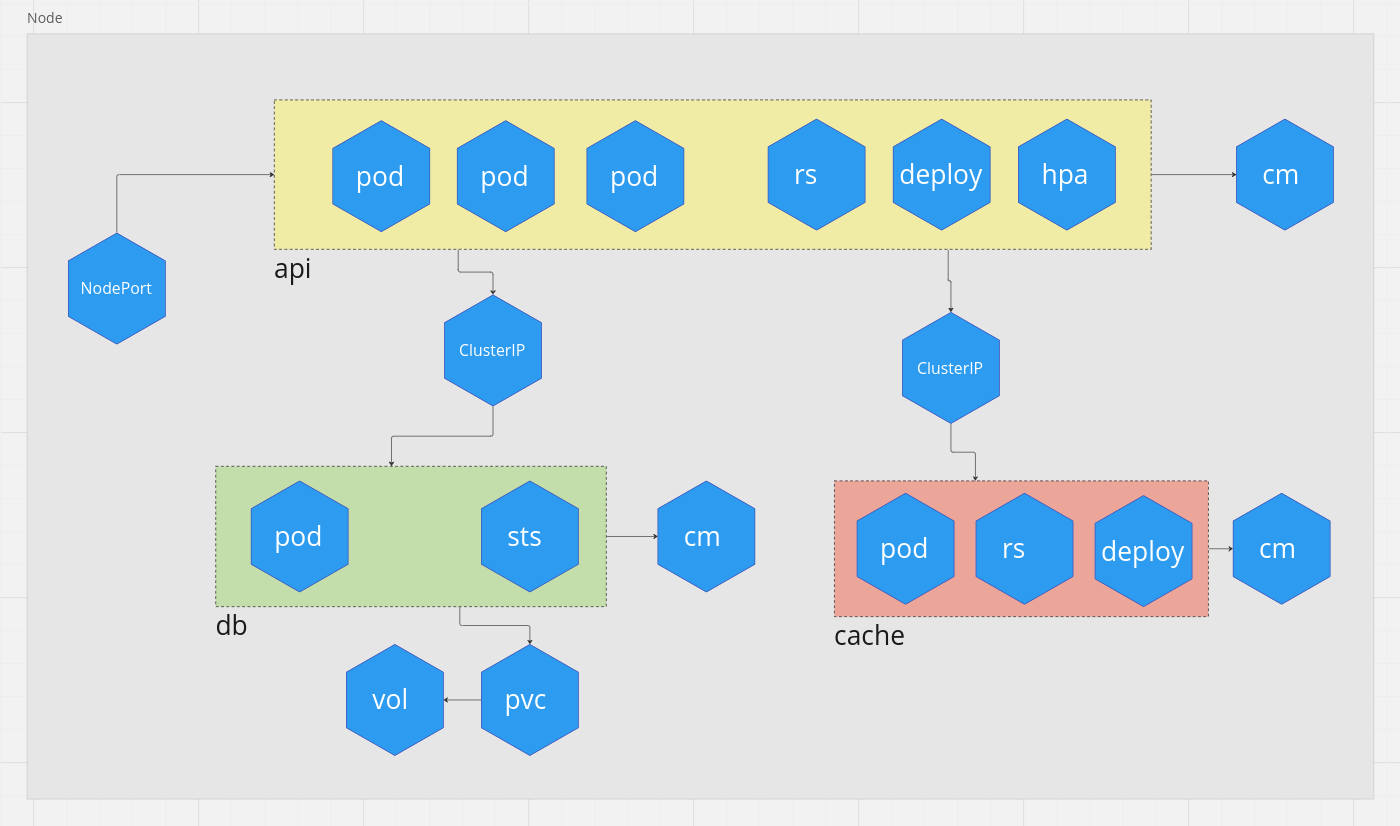 Node
pod
pod
pod
rs
deploy
hpa
cm
api
NodePort
ClusterIP
ClusterIP
pod
sts
cm
pod
rs
deploy
cm
db
cache
vol
pvc